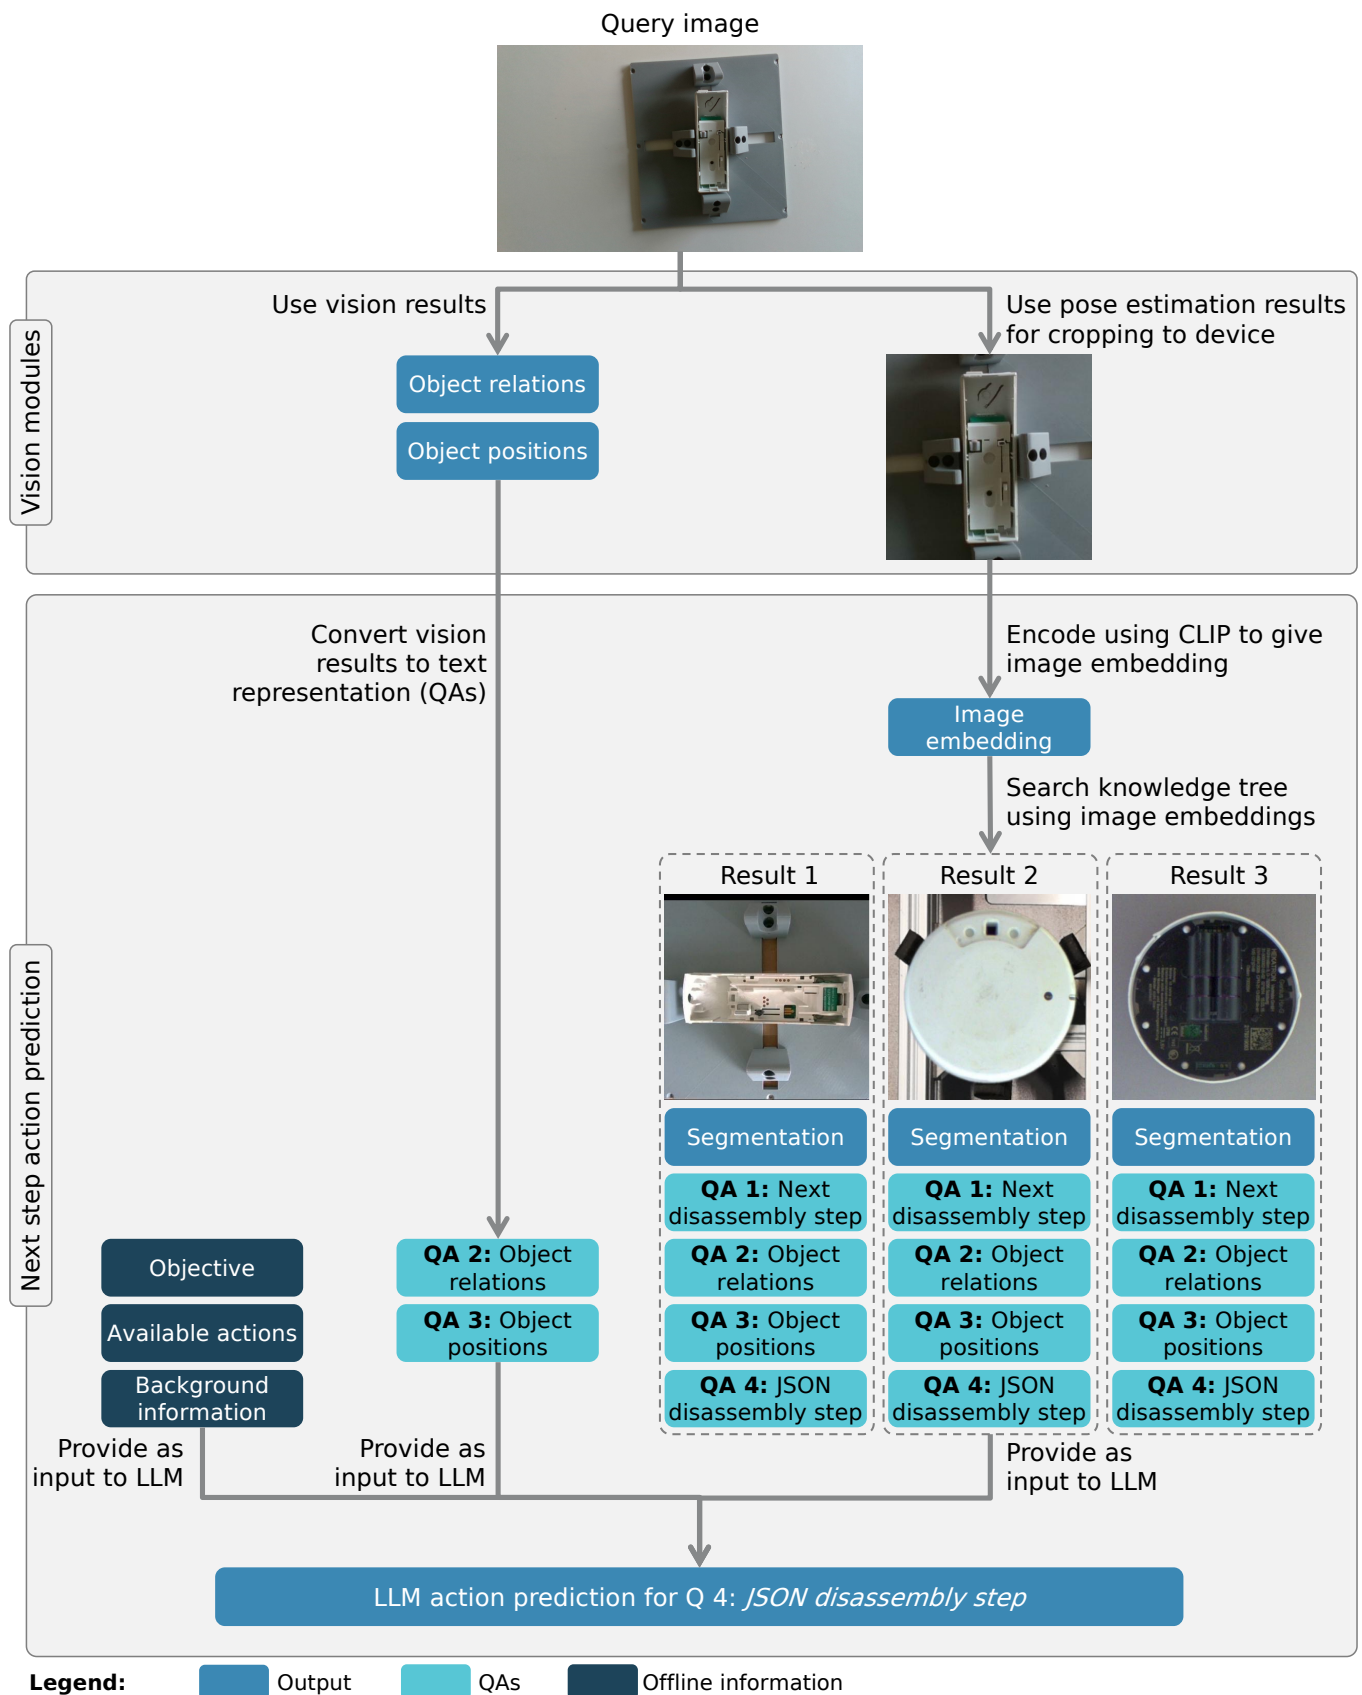 Query image
Use vision results
Use pose estimation results
for cropping to device
Vision modules
Object relations
Object positions
Convert vision
results to text
representation (QAs)
Encode using CLIP to give
image embedding
Image
embedding
Search knowledge tree
using image embeddings
Next step action prediction
Result 1
Result 2
Result 3
Segmentation
Segmentation
Segmentation
QA 1: Next
disassembly step
QA 1: Next
disassembly step
QA 1: Next
disassembly step
Objective
QA 2: Object
relations
QA 2: Object
relations
QA 2: Object
relations
QA 2: Object
relations
Available actions
QA 3: Object
positions
QA 3: Object
positions
QA 3: Object
positions
QA 3: Object
positions
Background
information
QA 4: JSON
disassembly step
QA 4: JSON
disassembly step
QA 4: JSON
disassembly step
Provide as
input to LLM
Provide as
input to LLM
Provide as
input to LLM
LLM action prediction for Q 4: JSON disassembly step
Legend:
Output
QAs
Offline information